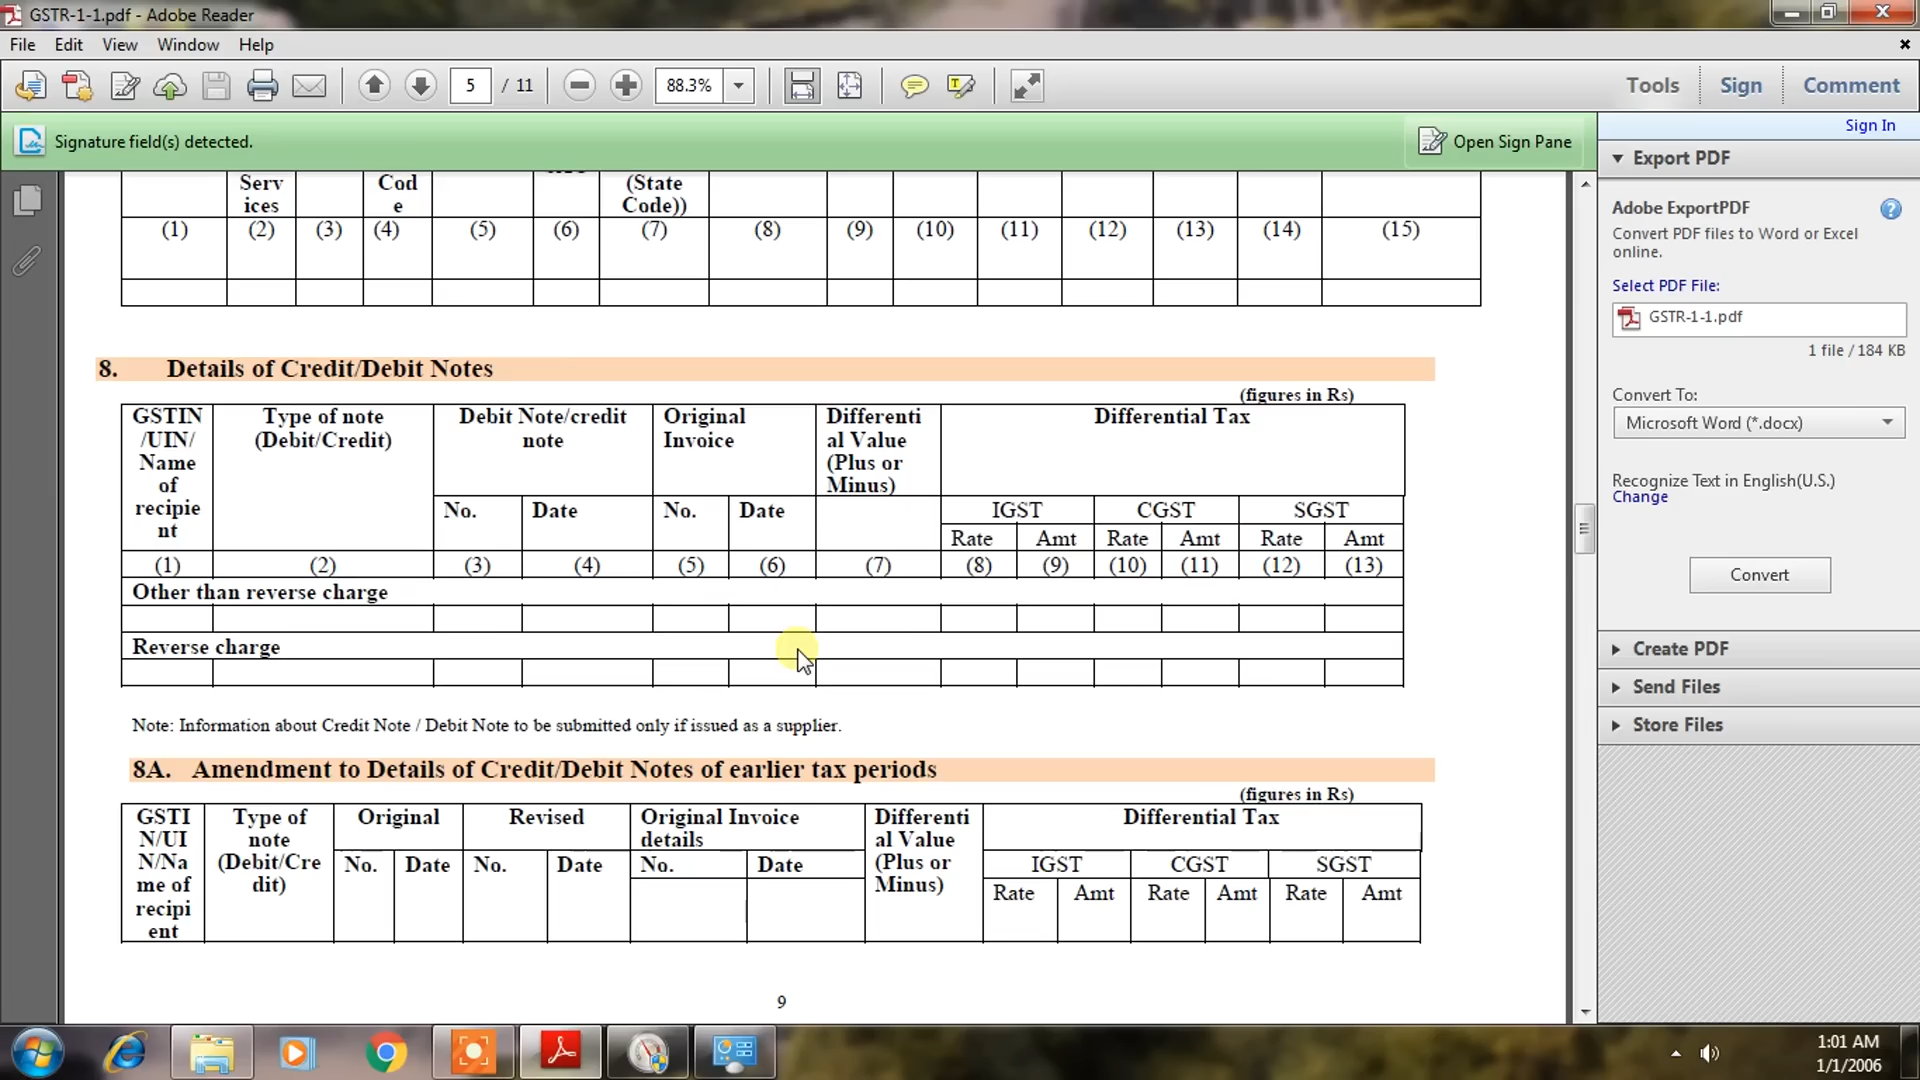 GSTR-1-1.pdf - Adobe Reader
File Edit View Window Help
5 / 11 88.3% Tools Sign Comment
Signature field(s) detected. Open Sign Pane
Sign In
Export PDF
Adobe ExportPDF
Convert PDF files to Word or Excel
online.
Select PDF File:
GSTR-1-1.pdf
1 file / 184 KB
Convert To:
Microsoft Word (*.docx)
Recognize Text in English(U.S.)
Change
Convert
Create PDF
Send Files
Store Files
Serv Cod (State
ices e Code))
(1) (2) (3) (4) (5) (6) (7) (8) (9) (10) (11) (12) (13) (14) (15)
8. Details of Credit/Debit Notes
(figures in Rs)
GSTIN Type of note Debit Note/credit Original Differenti Differential Tax
/UIN/ (Debit/Credit) note Invoice al Value
Name (Plus or
of Minus)
recipie No. Date No. Date IGST CGST SGST
nt Rate Amt Rate Amt Rate Amt
(1) (2) (3) (4) (5) (6) (7) (8) (9) (10) (11) (12) (13)
Other than reverse charge
Reverse charge
Note: Information about Credit Note / Debit Note to be submitted only if issued as a supplier.
8A. Amendment to Details of Credit/Debit Notes of earlier tax periods
(figures in Rs)
GSTI Type of Original Revised Original Invoice Differenti Differential Tax
N/UI note details al Value
N/Na (Debit/Cre No. Date No. Date No. Date (Plus or IGST CGST SGST
me of dit) Minus) Rate Amt Rate Amt Rate Amt
recipi
ent
9
1:01 AM
1/1/2006